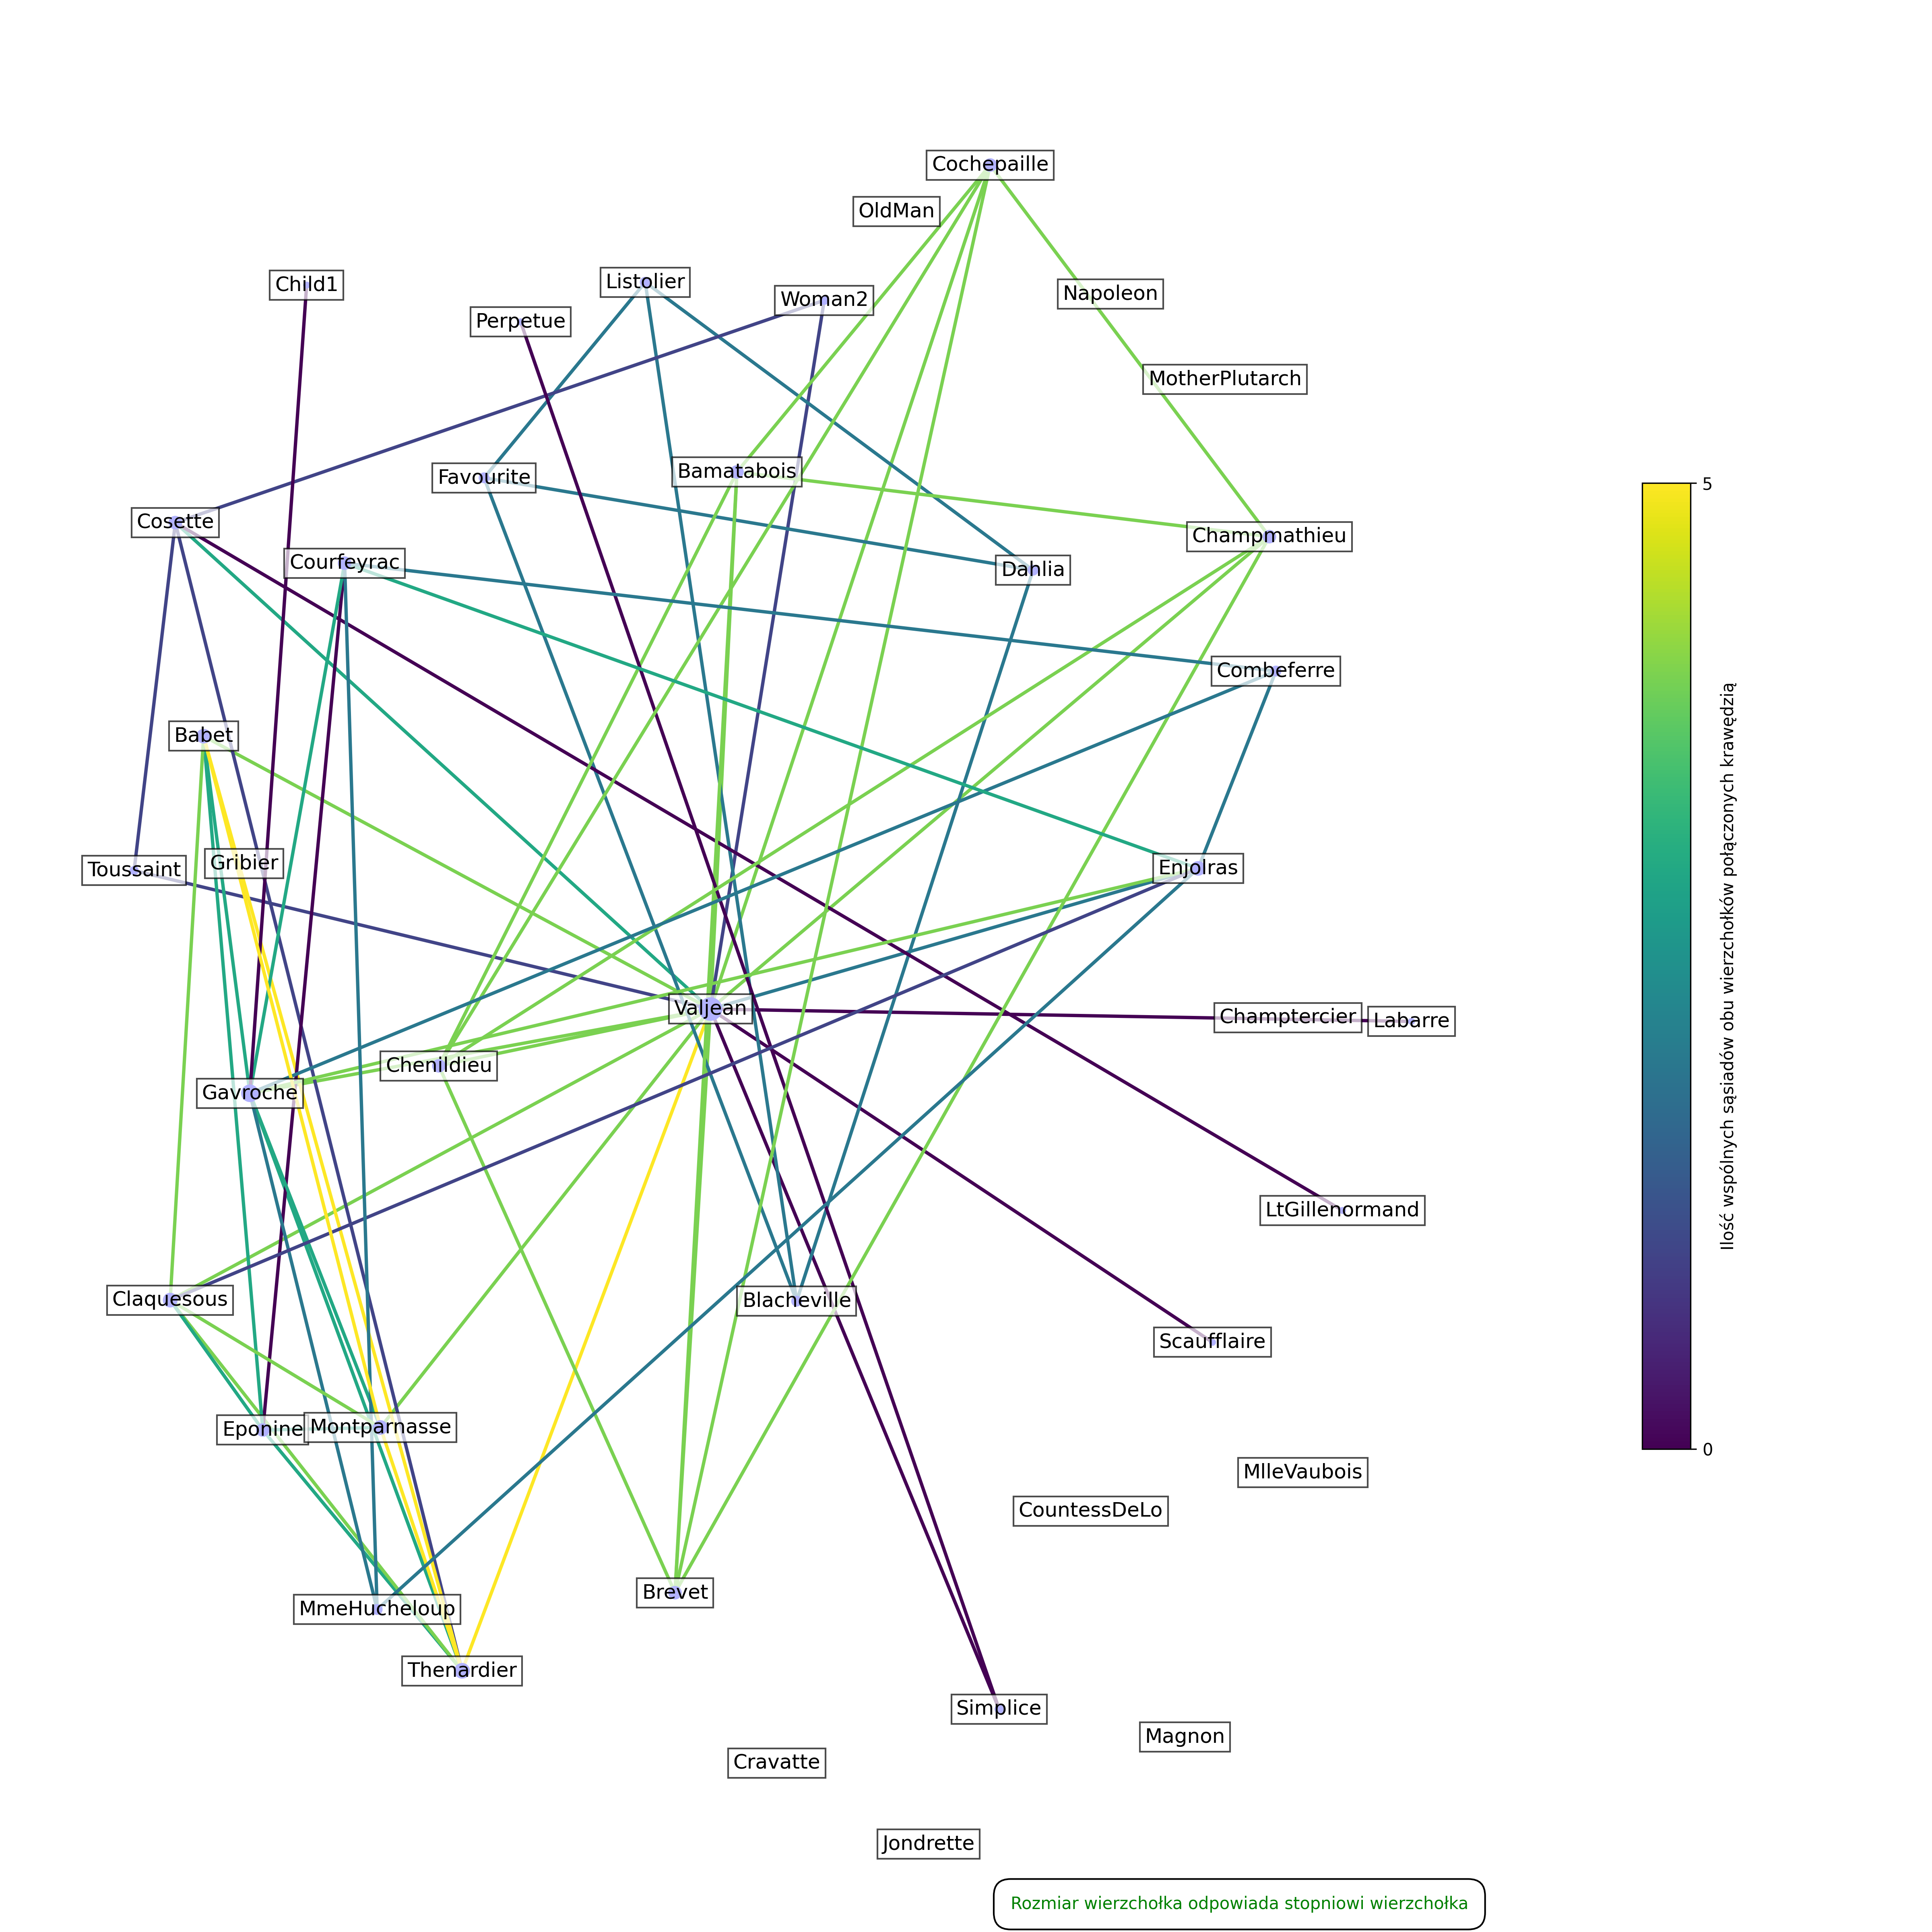 Cochepaille
OldMan
Child1
Listolier
Woman2
Napoleon
Perpetue
MotherPlutarch
Favourite
Bamatabois
5
Cosette
Champmathieu
Courfeyrac
Dahlia
Combeferre
Babet
Toussaint
Gribier
Enjolras
Ilość wspólnych sąsiadów obu wierzchołków połączonych krawędzią
Valjean
Champtercier
Labarre
Chenildieu
Gavroche
LtGillenormand
Claquesous
Blacheville
Scaufflaire
Eponine
Montparnasse
0
MlleVaubois
CountessDeLo
Brevet
MmeHucheloup
Thenardier
Simplice
Magnon
Cravatte
Jondrette
Rozmiar wierzchołka odpowiada stopniowi wierzchołka